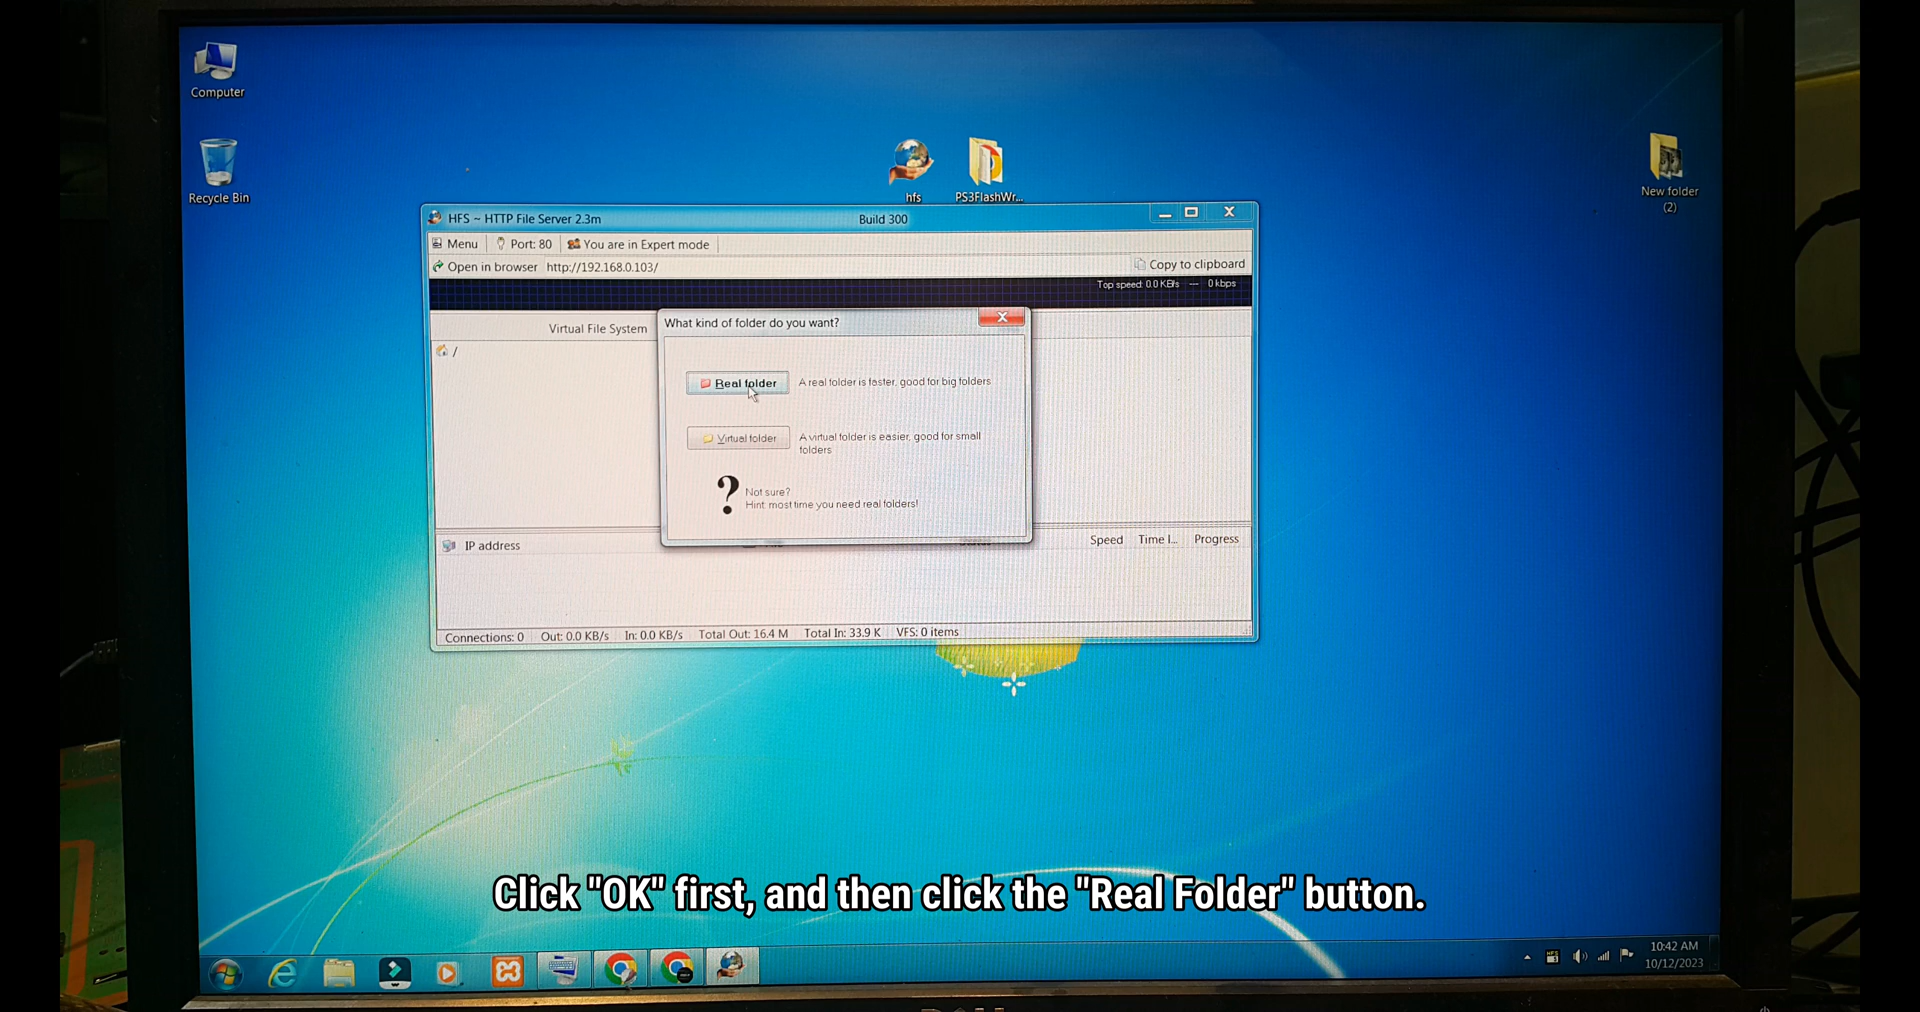 Computer
Recycle Bin
hfs
PS3FlashWr...
New folder
(2)
HFS ~ HTTP File Server 2.3m
Build 300
Menu
Port: 80
You are in Expert mode
Open in browser
http://192.168.0.103/
Copy to clipboard
Top speed: 0.0 KB/s --- 0 kbps
Virtual File System
/
What kind of folder do you want?
Real folder
A real folder is faster, good for big folders
Virtual folder
A virtual folder is easier, good for small
folders
?
Not sure?
Hint: most time you need real folders!
IP address
Speed
Time l...
Progress
Connections: 0
Out: 0.0 KB/s
In: 0.0 KB/s
Total Out: 16.4 M
Total In: 33.9 K
VFS: 0 items
Click "OK" first, and then click the "Real Folder" button.
10:42 AM
10/12/2023